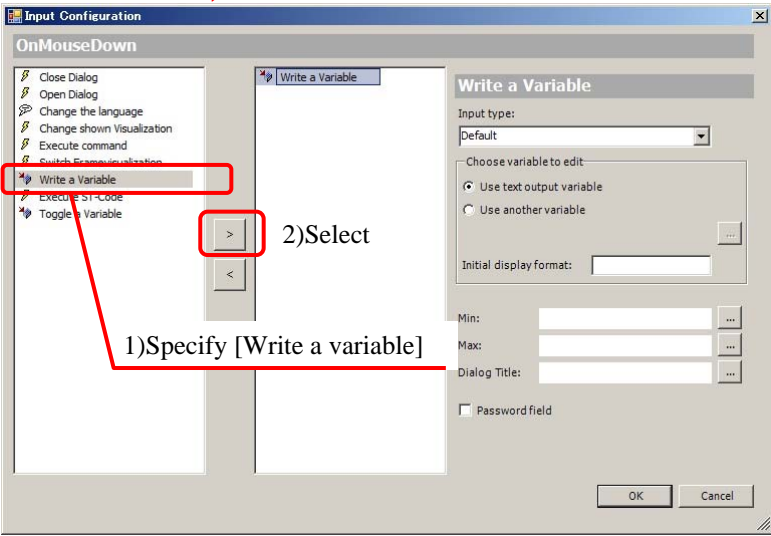 Input Configuration
OnMouseDown
Close Dialog
Open Dialog
Change the language
Change shown Visualization
Execute command
Switch Framevisualization
Write a Variable
Execute ST-Code
Toggle a Variable
>
<
2)Select
1)Specify [Write a variable]
Write a Variable
Write a Variable
Input type:
Default
Choose variable to edit
Use text output variable
Use another variable
...
Initial display format:
Min:
...
Max:
...
Dialog Title:
...
Password field
OK
Cancel